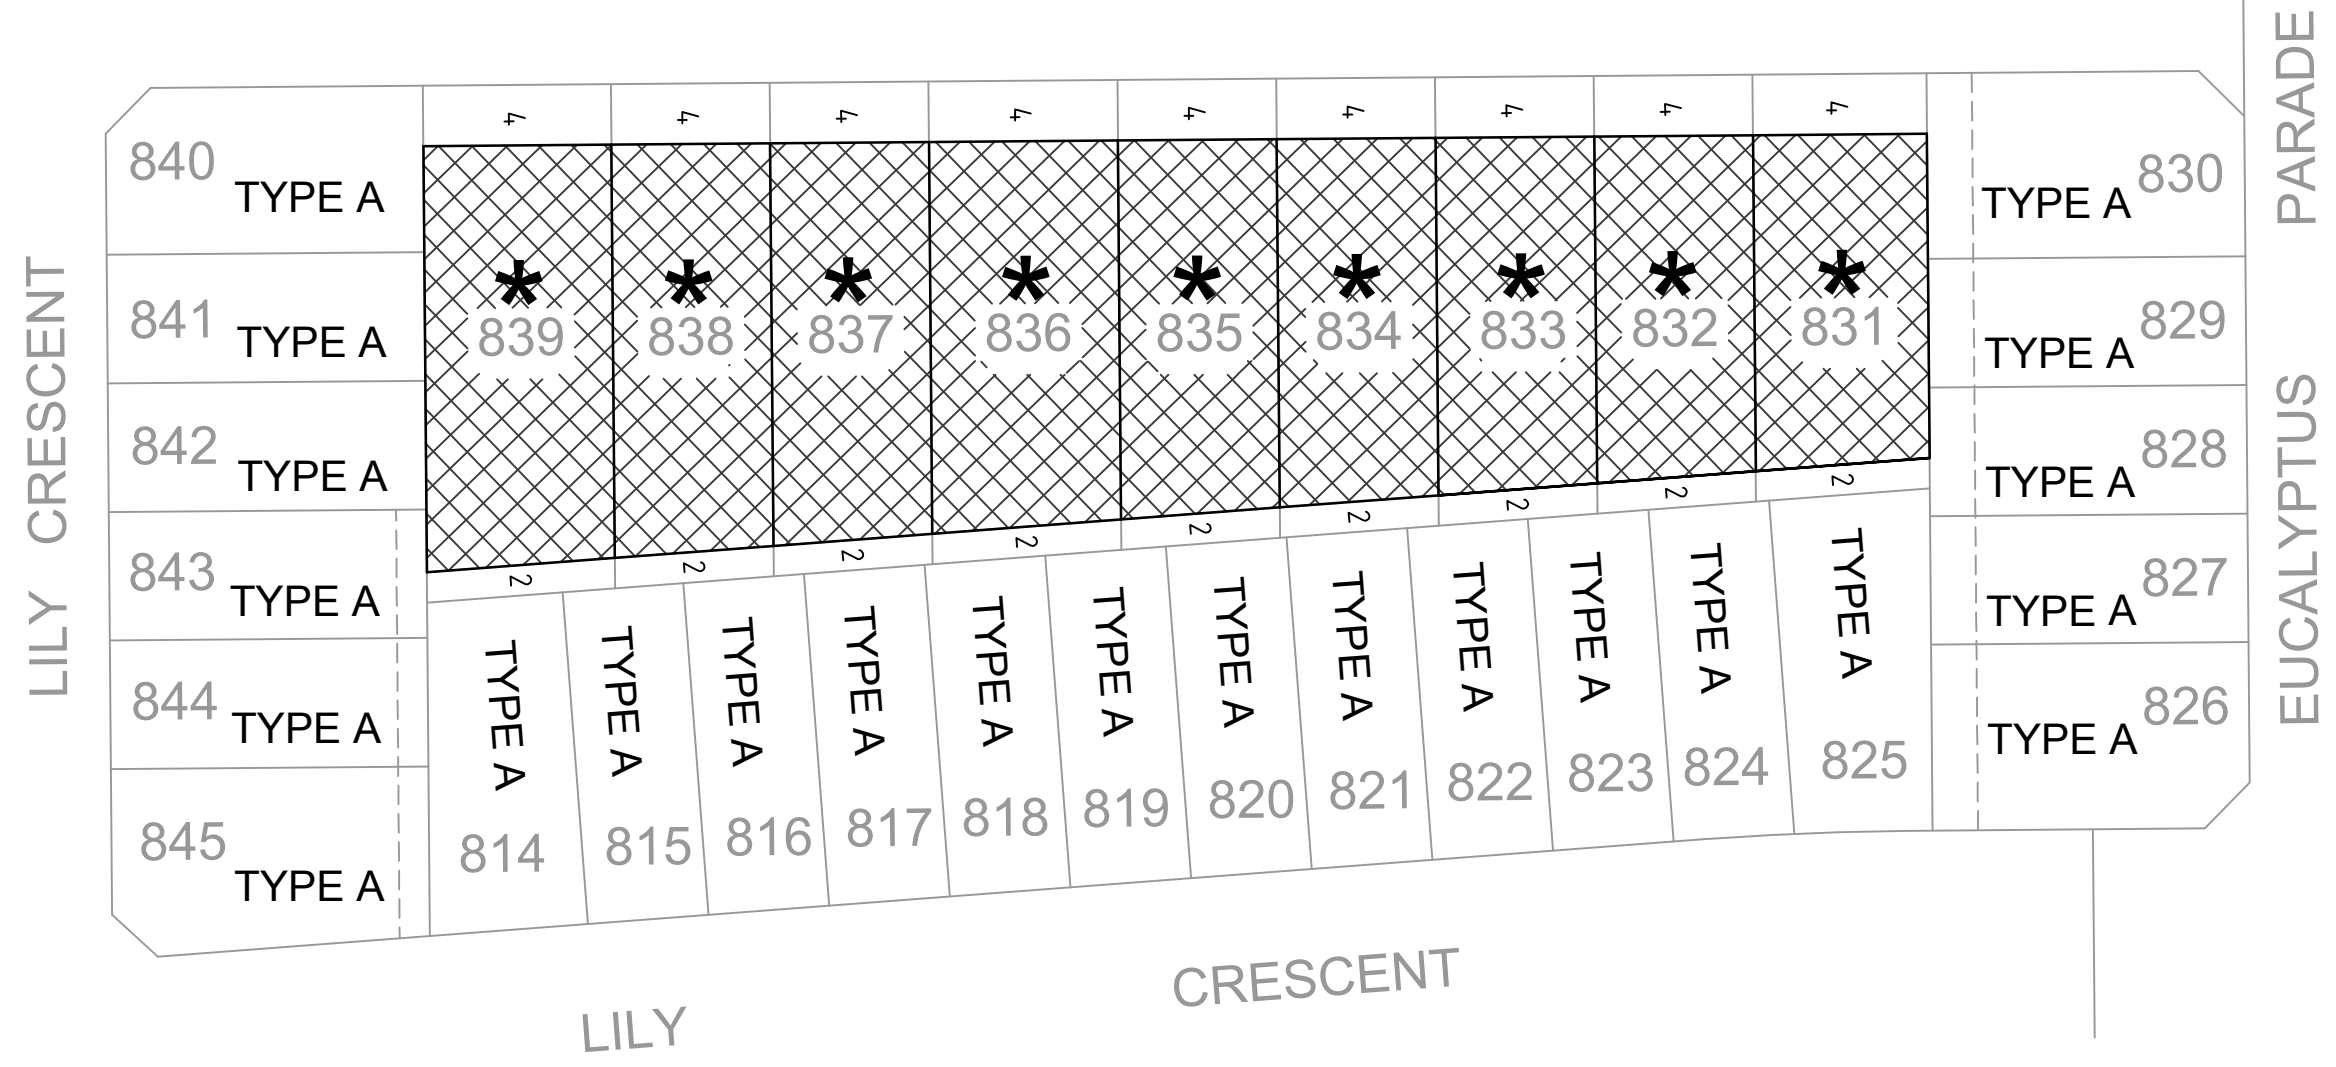 4 4 4 4 4 4 4 4 4
840
TYPE A
841
TYPE A
842
TYPE A
843
TYPE A
844
TYPE A
845
TYPE A
* * * * * * * * *
839 838 837 836 835 834 833 832 831
2 2 2 2 2 2 2 2 2
830
TYPE A
829
TYPE A
828
TYPE A
827
TYPE A
826
TYPE A
TYPE A
814
TYPE A
815
TYPE A
816
TYPE A
817
TYPE A
818
TYPE A
819
TYPE A
820
TYPE A
821
TYPE A
822
TYPE A
823
TYPE A
824
TYPE A
825
LILY CRESCENT
LILY CRESCENT
EUCALYPTUS PARADE